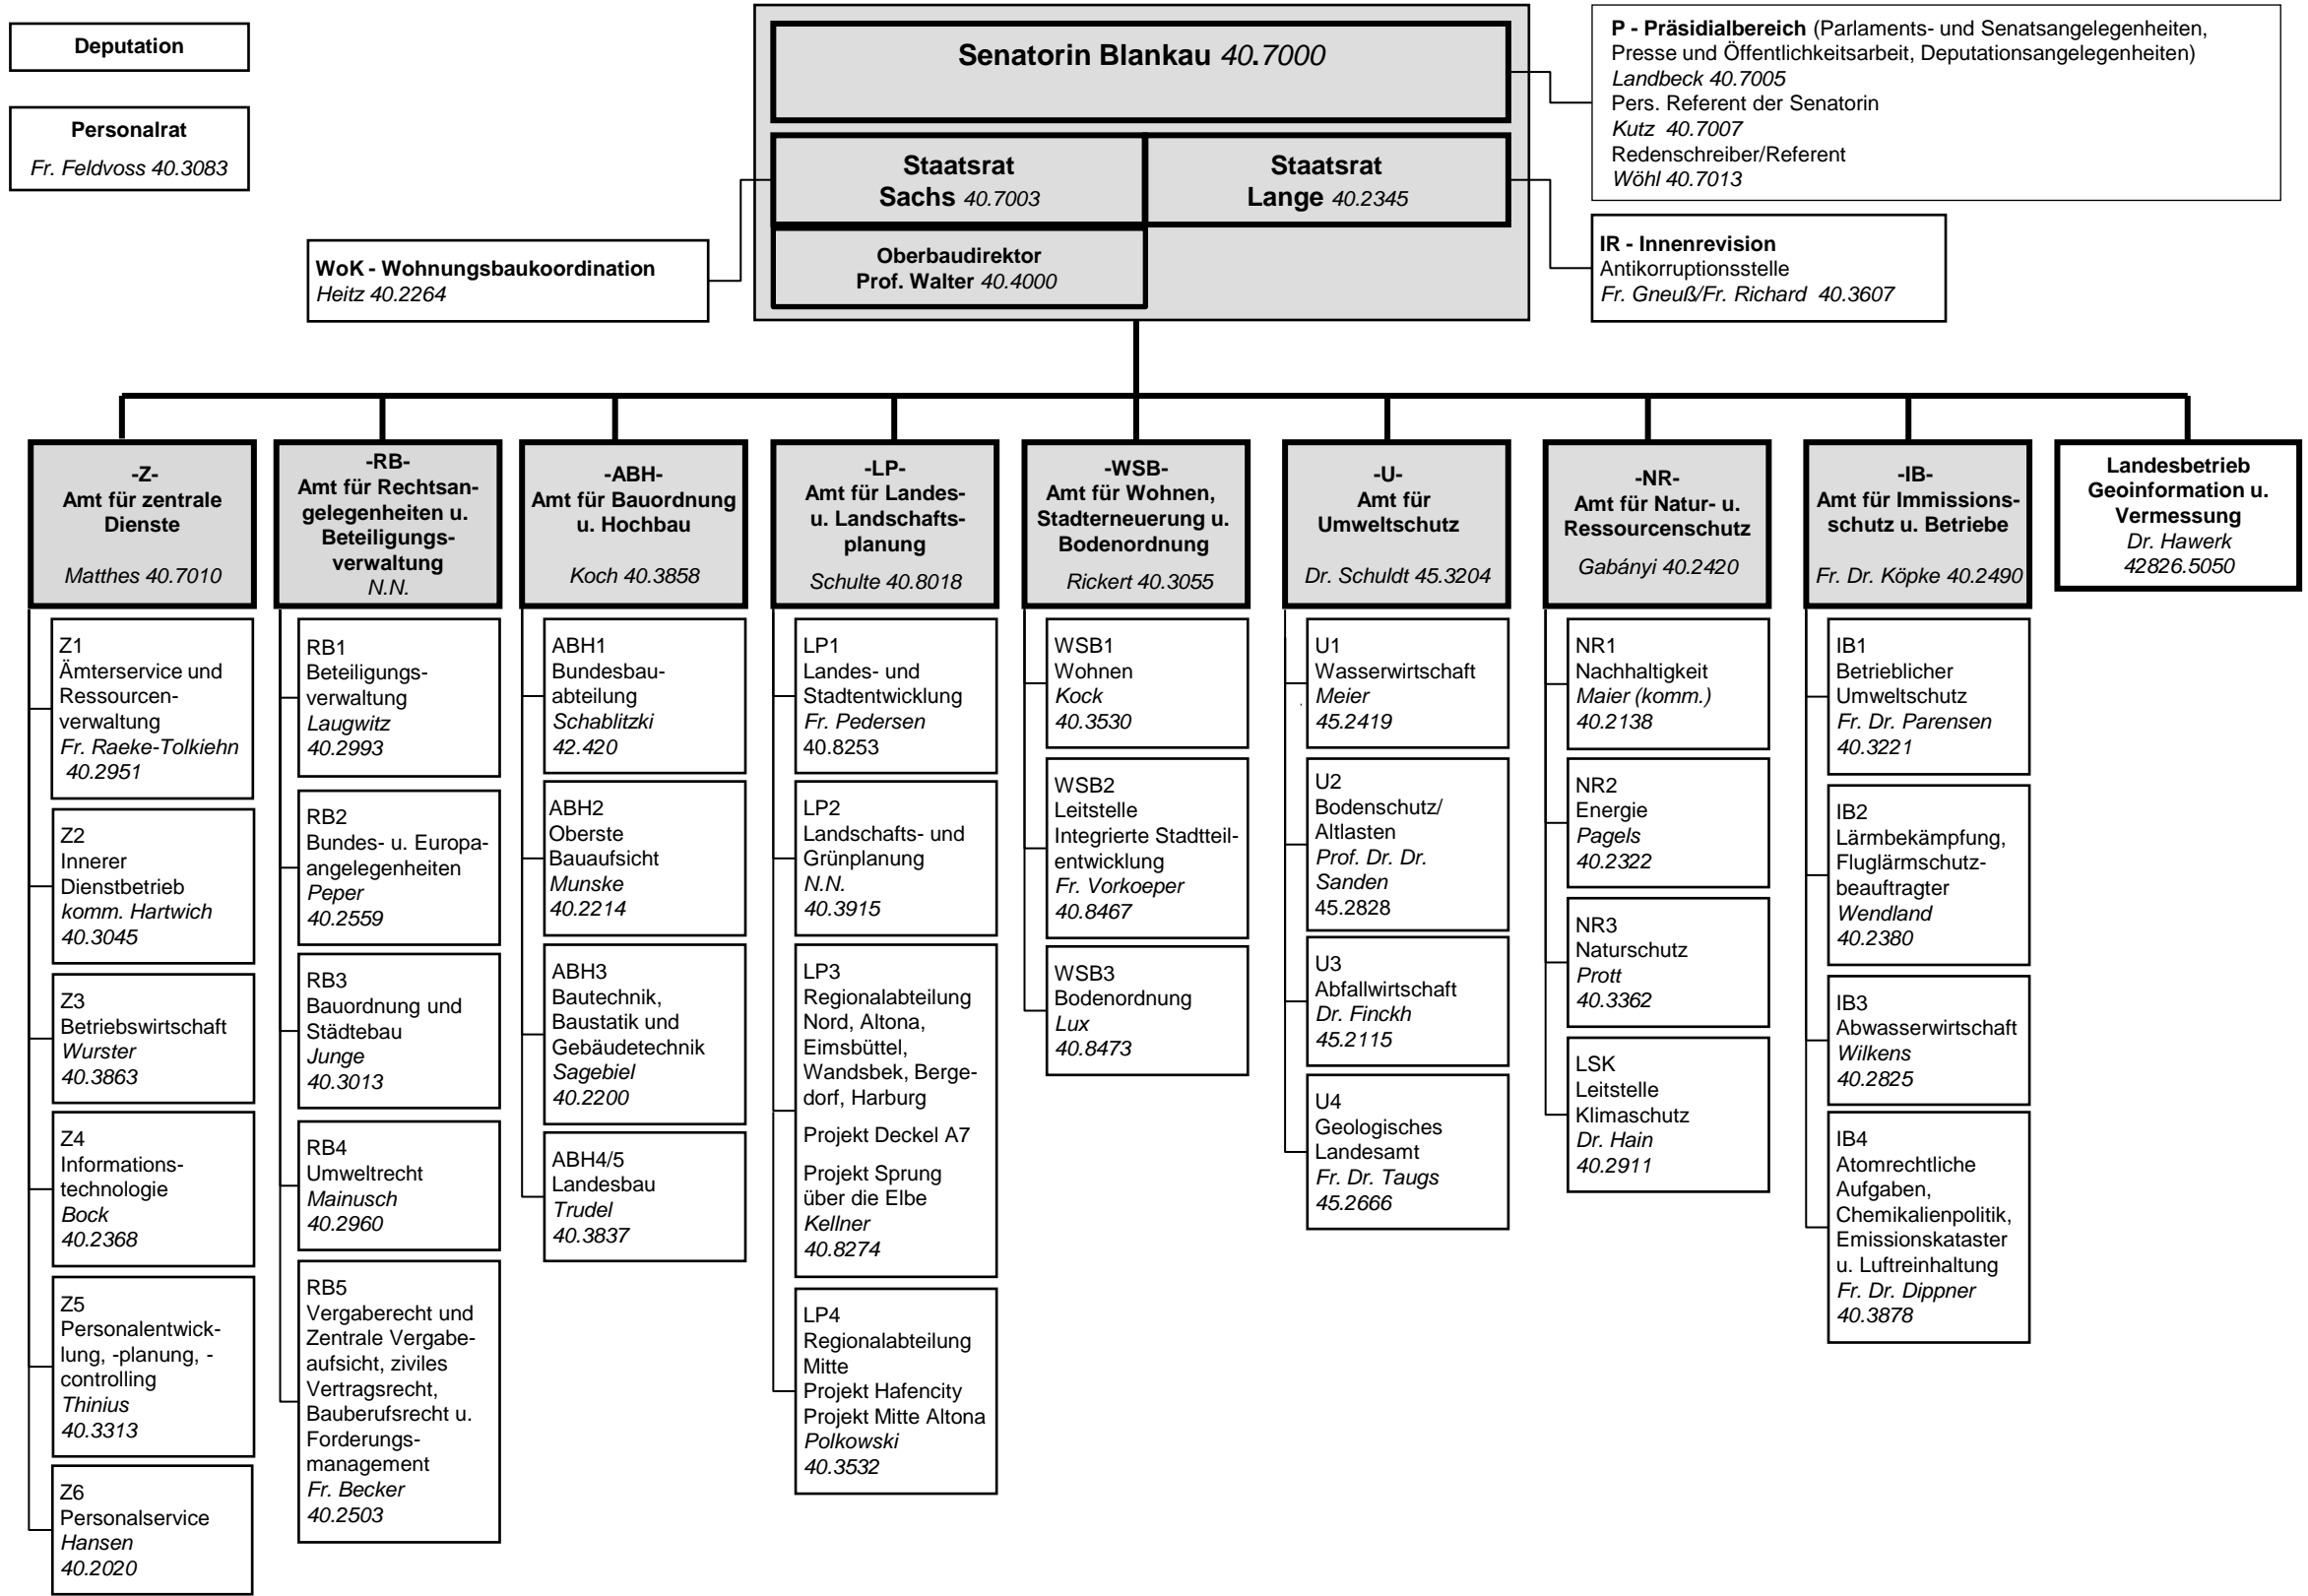 Deputation
Personalrat
Fr. Feldvoss 40.3083
Senatorin Blankau 40.7000
Staatsrat
Sachs 40.7003
Staatsrat
Lange 40.2345
Oberbaudirektor
Prof. Walter 40.4000
P - Präsidialbereich (Parlaments- und Senatsangelegenheiten,
Presse und Öffentlichkeitsarbeit, Deputationsangelegenheiten)
Landbeck 40.7005
Pers. Referent der Senatorin
Kutz 40.7007
Redenschreiber/Referent
Wöhl 40.7013
WoK - Wohnungsbaukoordination
Heitz 40.2264
IR - Innenrevision
Antikorruptionsstelle
Fr. Gneuß/Fr. Richard 40.3607
-Z-
Amt für zentrale
Dienste
Matthes 40.7010
Z1
Ämterservice und
Ressourcen-
verwaltung
Fr. Raeke-Tolkiehn
40.2951
Z2
Innerer
Dienstbetrieb
komm. Hartwich
40.3045
Z3
Betriebswirtschaft
Wurster
40.3863
Z4
Informations-
technologie
Bock
40.2368
Z5
Personalentwick-
lung, -planung, -
controlling
Thinius
40.3313
Z6
Personalservice
Hansen
40.2020
-RB-
Amt für Rechtsan-
gelegenheiten u.
Beteiligungs-
verwaltung
N.N.
RB1
Beteiligungs-
verwaltung
Laugwitz
40.2993
RB2
Bundes- u. Europa-
angelegenheiten
Peper
40.2559
RB3
Bauordnung und
Städtebau
Junge
40.3013
RB4
Umweltrecht
Mainusch
40.2960
RB5
Vergaberecht und
Zentrale Vergabe-
aufsicht, ziviles
Vertragsrecht,
Bauberufsrecht u.
Forderungs-
management
Fr. Becker
40.2503
-ABH-
Amt für Bauordnung
u. Hochbau
Koch 40.3858
ABH1
Bundesbau-
abteilung
Schablitzki
42.420
ABH2
Oberste
Bauaufsicht
Munske
40.2214
ABH3
Bautechnik,
Baustatik und
Gebäudetechnik
Sagebiel
40.2200
ABH4/5
Landesbau
Trudel
40.3837
-LP-
Amt für Landes-
u. Landschafts-
planung
Schulte 40.8018
LP1
Landes- und
Stadtentwicklung
Fr. Pedersen
40.8253
LP2
Landschafts- und
Grünplanung
N.N.
40.3915
LP3
Regionalabteilung
Nord, Altona,
Eimsbüttel,
Wandsbek, Berge-
dorf, Harburg
Projekt Deckel A7
Projekt Sprung
über die Elbe
Kellner
40.8274
LP4
Regionalabteilung
Mitte
Projekt Hafencity
Projekt Mitte Altona
Polkowski
40.3532
-WSB-
Amt für Wohnen,
Stadterneuerung u.
Bodenordnung
Rickert 40.3055
WSB1
Wohnen
Kock
40.3530
WSB2
Leitstelle
Integrierte Stadtteil-
entwicklung
Fr. Vorkoeper
40.8467
WSB3
Bodenordnung
Lux
40.8473
-U-
Amt für
Umweltschutz
Dr. Schuldt 45.3204
U1
Wasserwirtschaft
Meier
45.2419
U2
Bodenschutz/
Altlasten
Prof. Dr. Dr.
Sanden
45.2828
U3
Abfallwirtschaft
Dr. Finckh
45.2115
U4
Geologisches
Landesamt
Fr. Dr. Taugs
45.2666
-NR-
Amt für Natur- u.
Ressourcenschutz
Gabányi 40.2420
NR1
Nachhaltigkeit
Maier (komm.)
40.2138
NR2
Energie
Pagels
40.2322
NR3
Naturschutz
Prott
40.3362
LSK
Leitstelle
Klimaschutz
Dr. Hain
40.2911
-IB-
Amt für Immissions-
schutz u. Betriebe
Fr. Dr. Köpke 40.2490
IB1
Betrieblicher
Umweltschutz
Fr. Dr. Parensen
40.3221
IB2
Lärmbekämpfung,
Fluglärmschutz-
beauftragter
Wendland
40.2380
IB3
Abwasserwirtschaft
Wilkens
40.2825
IB4
Atomrechtliche
Aufgaben,
Chemikalienpolitik,
Emissionskataster
u. Luftreinhaltung
Fr. Dr. Dippner
40.3878
Landesbetrieb
Geoinformation u.
Vermessung
Dr. Hawerk
42826.5050